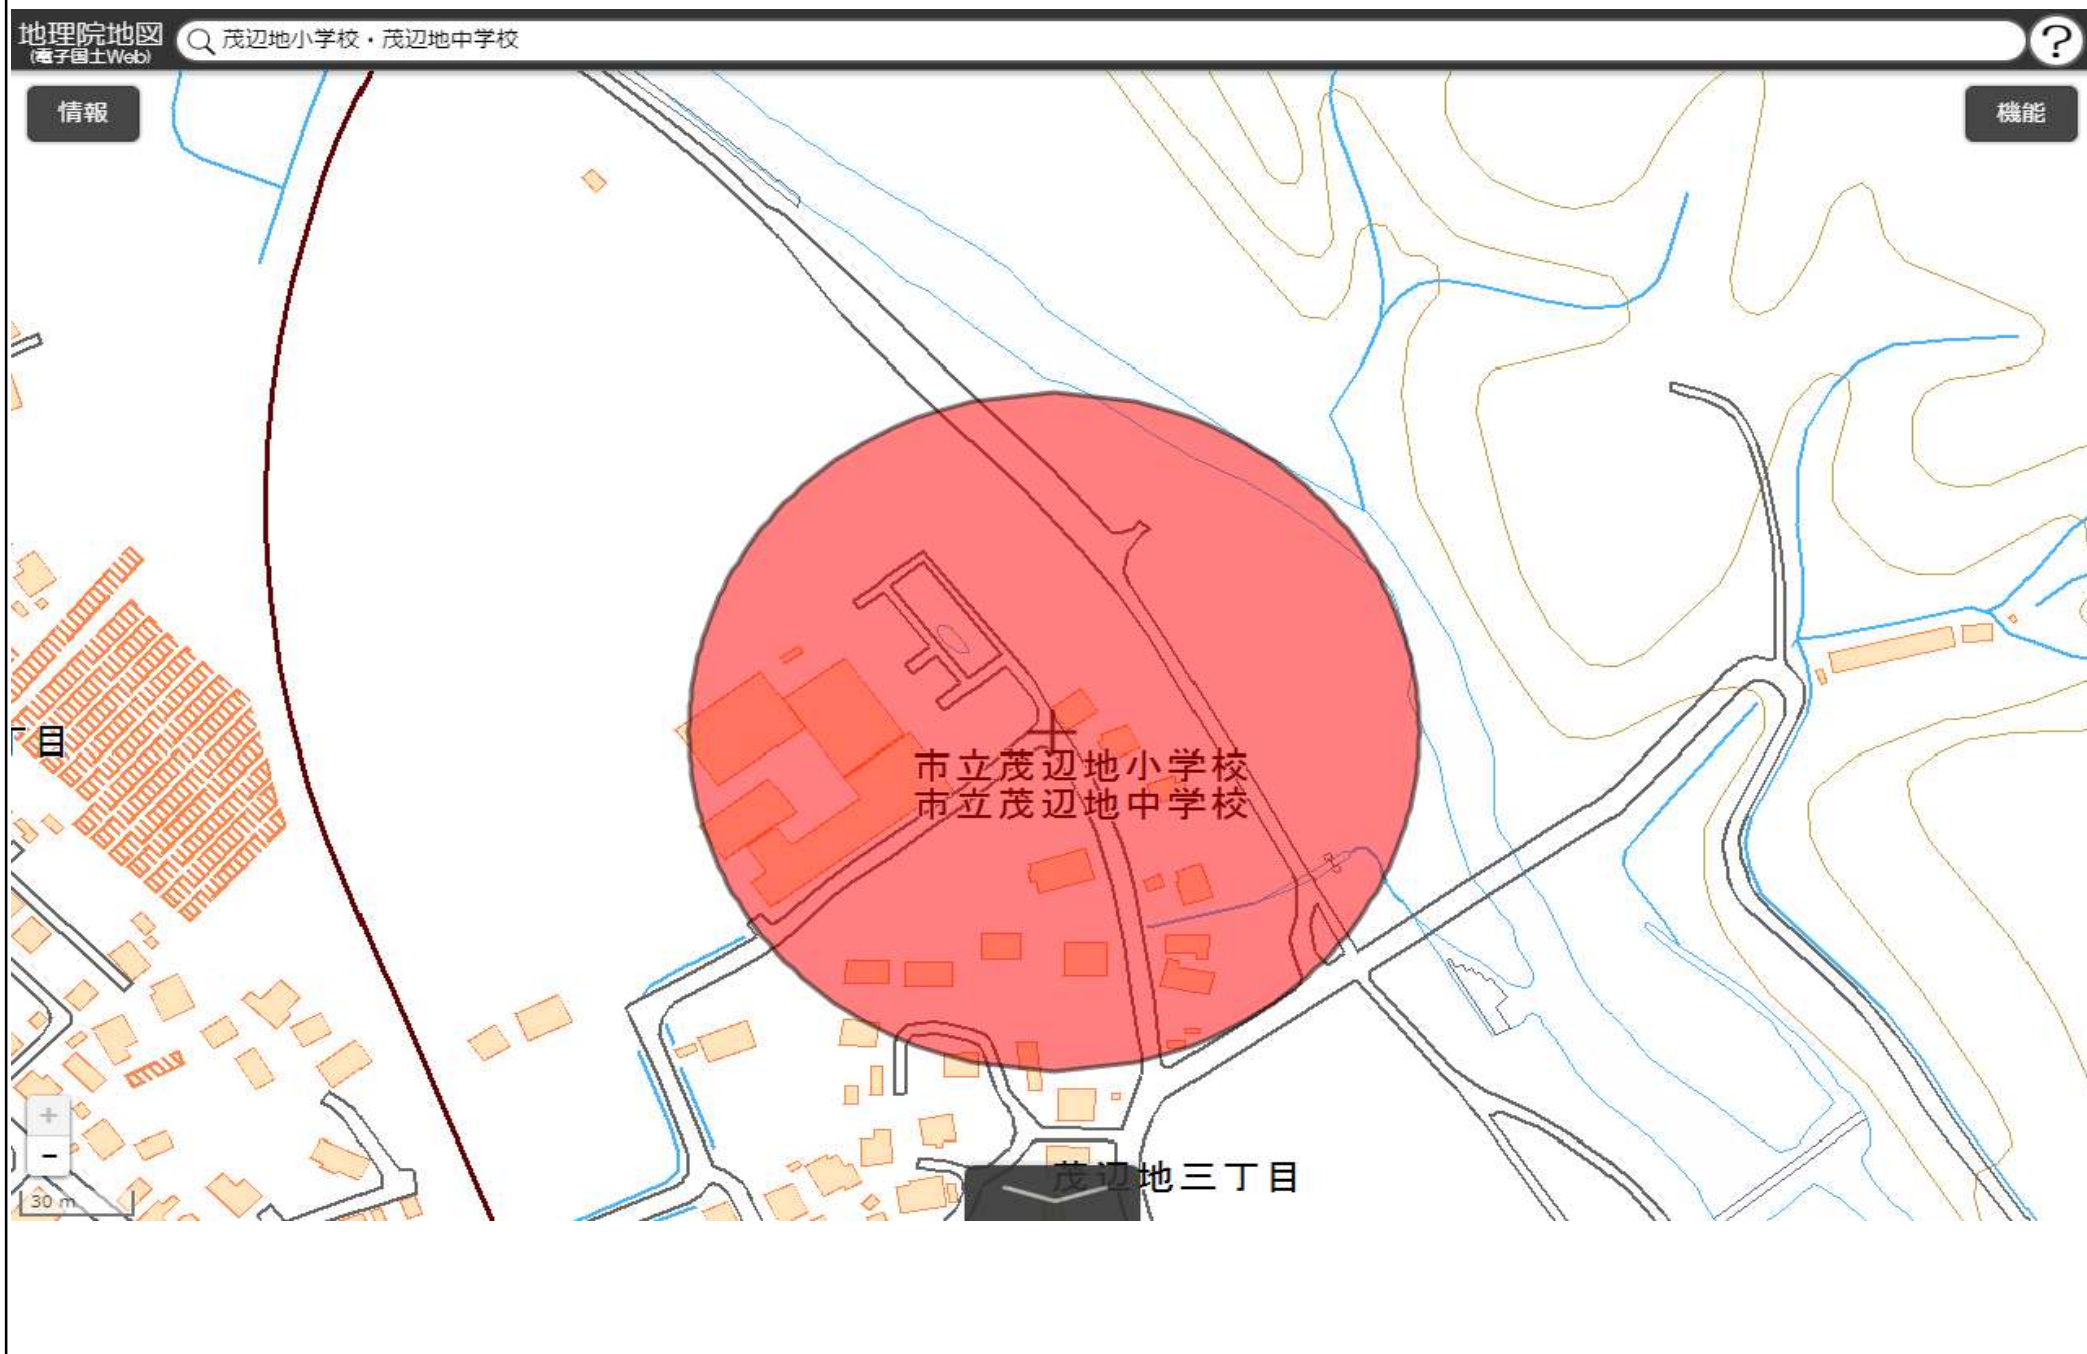 地理院地図
(電子国土Web)
茂辺地小学校・茂辺地中学校
?
情報
機能
丁目
市立茂辺地小学校
市立茂辺地中学校
茂辺地三丁目
+
-
30 m